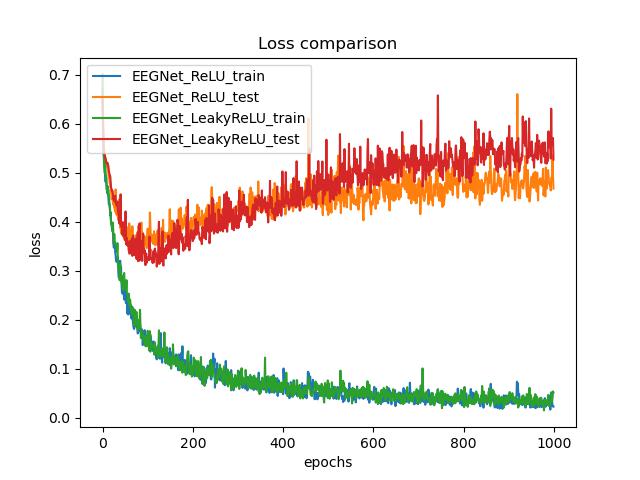 Loss comparison
EEGNet_ReLU_train
EEGNet_ReLU_test
EEGNet_LeakyReLU_train
EEGNet_LeakyReLU_test
0.7
0.6
0.5
0.4
0.3
0.2
0.1
0.0
loss
0 200 400 600 800 1000
epochs